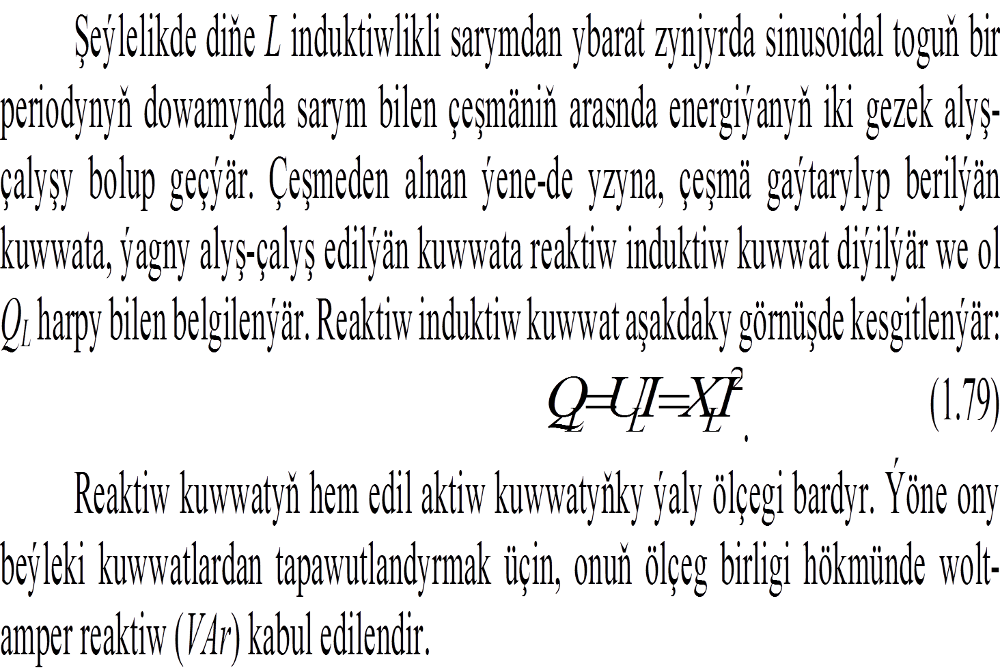 Şeýlelikde diňe L induktiwlikli sarymdan ybarat zynjyrda sinusoidal toguň bir
periodynyň dowamynda sarym bilen çeşmäniň arasnda energiýanyň iki gezek alyş-
çalyşy bolup geçýär. Çeşmeden alnan ýene-de yzyna, çeşmä gaýtarylyp berilýän
kuwwata, ýagny alyş-çalyş edilýän kuwwata reaktiw induktiw kuwwat diýilýär we ol
Q_L harpy bilen belgilenýär. Reaktiw induktiw kuwwat aşakdaky görnüşde kesgitlenýär:
Q_L=U_LI=X_LI². (1.79)
Reaktiw kuwwatyň hem edil aktiw kuwwatyňky ýaly ölçegi bardyr. Ýöne ony
beýleki kuwwatlardan tapawutlandyrmak üçin, onuň ölçeg birligi hökmünde wolt-
amper reaktiw (VAr) kabul edilendir.